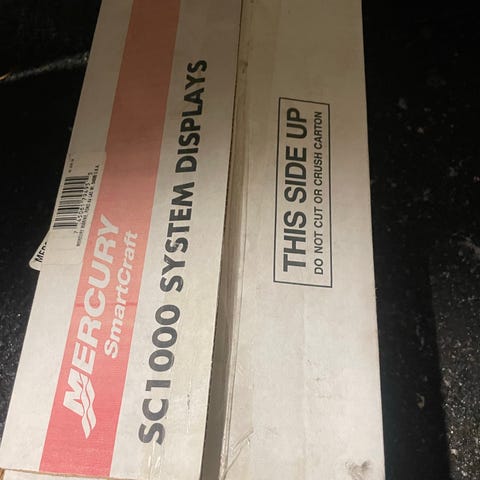 MERCURY
SmartCraft
SC1000 SYSTEM DISPLAYS
THIS SIDE UP
DO NOT CUT OR CRUSH CARTON